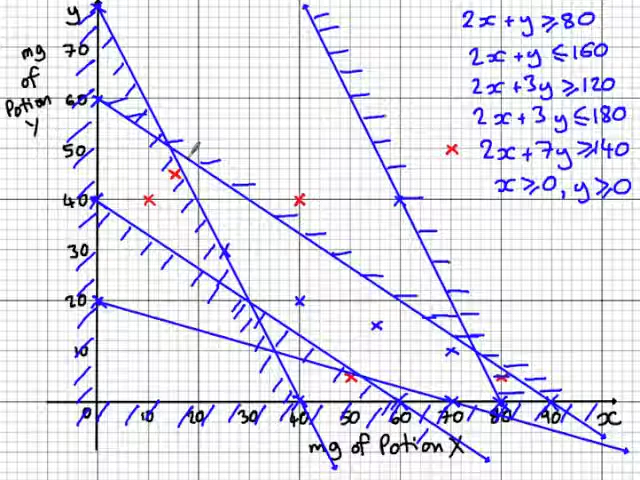 y
70
60
50
40
30
20
10
mg
of
Potion
Y
0 10 20 30 40 50 60 70 80 90 x
mg of Potion X
2x+y ≥ 80
2x+y ≤ 160
2x+3y ≥ 120
2x+3y ≤ 180
2x+7y ≥ 140
x ≥ 0, y ≥ 0